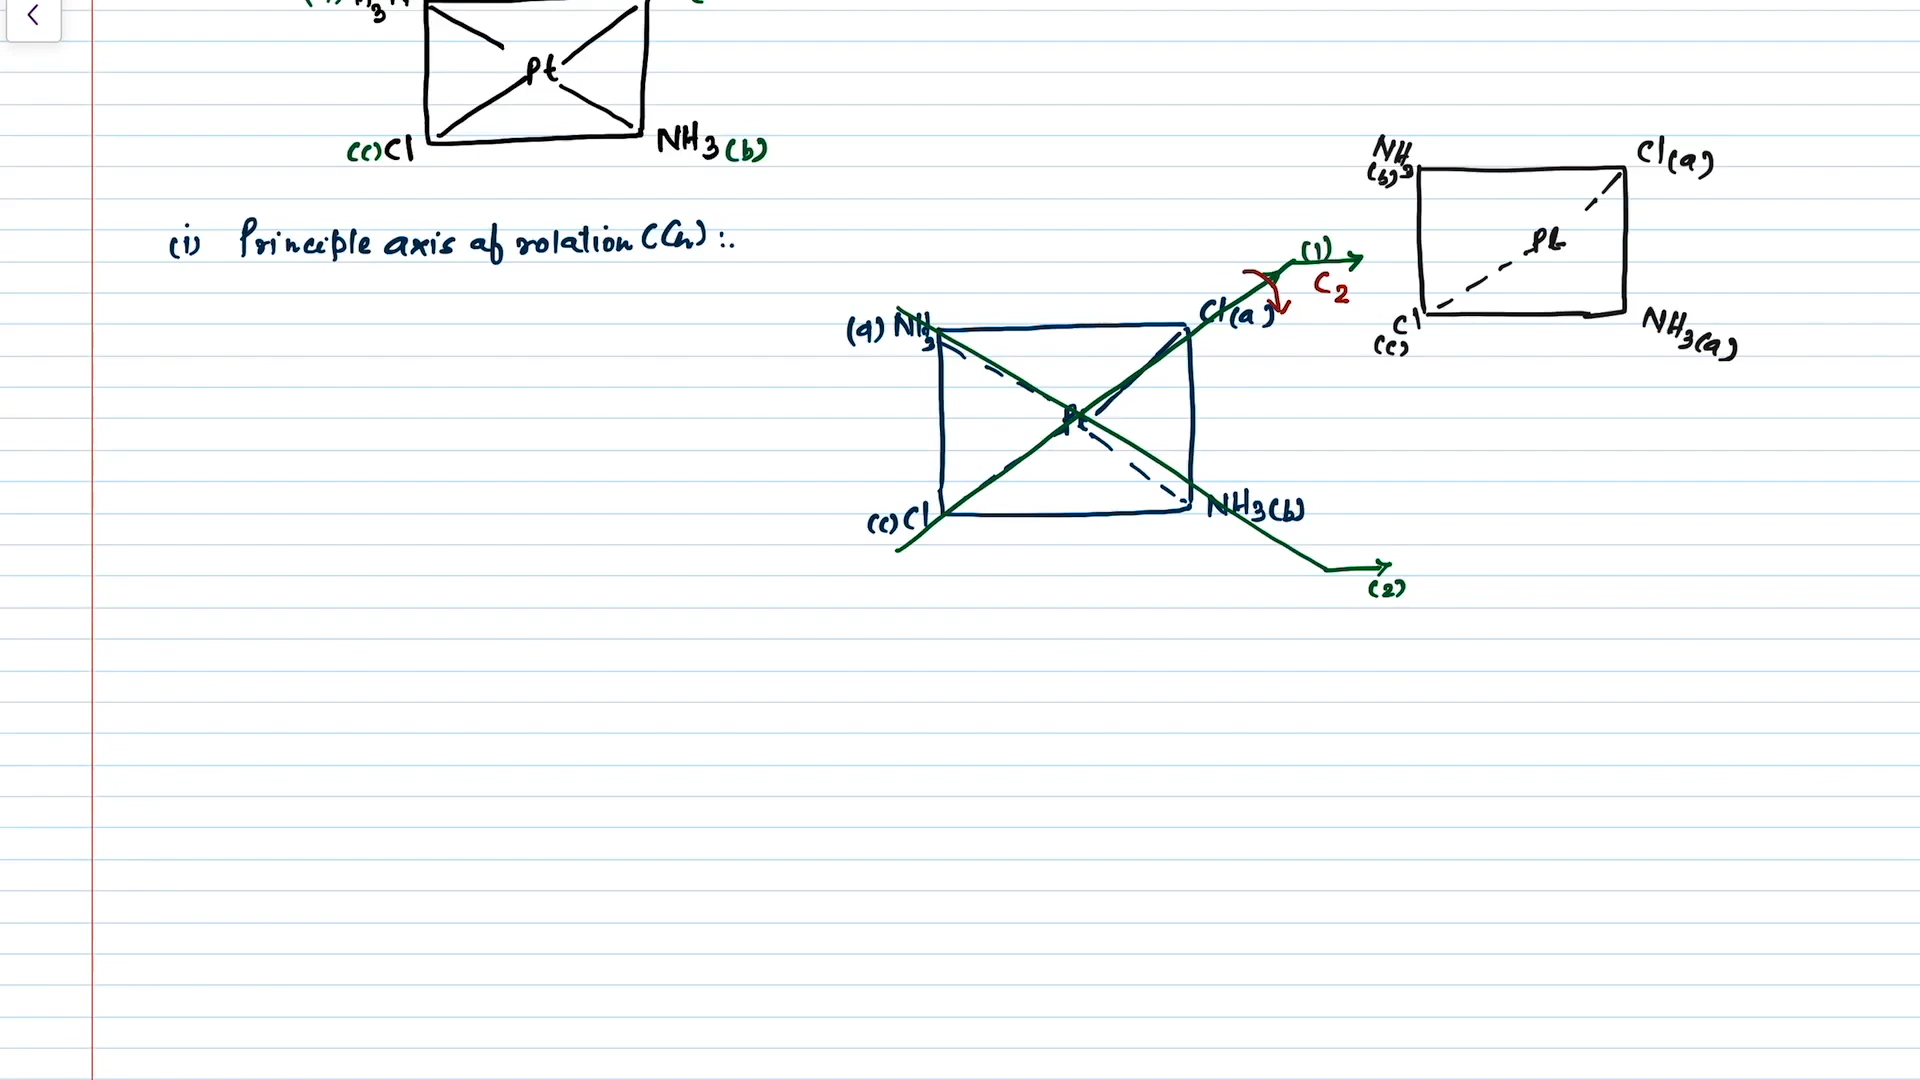 Pt
(c) Cl
NH3 (b)
(i) Principle axis of rotation (Cn) :-
(1)
C2
(a) NH3
Cl (a)
Pt
(c) Cl
NH3 (b)
(2)
NH3
(b)
Cl (a)
Pt
Cl
(c)
NH3 (a)